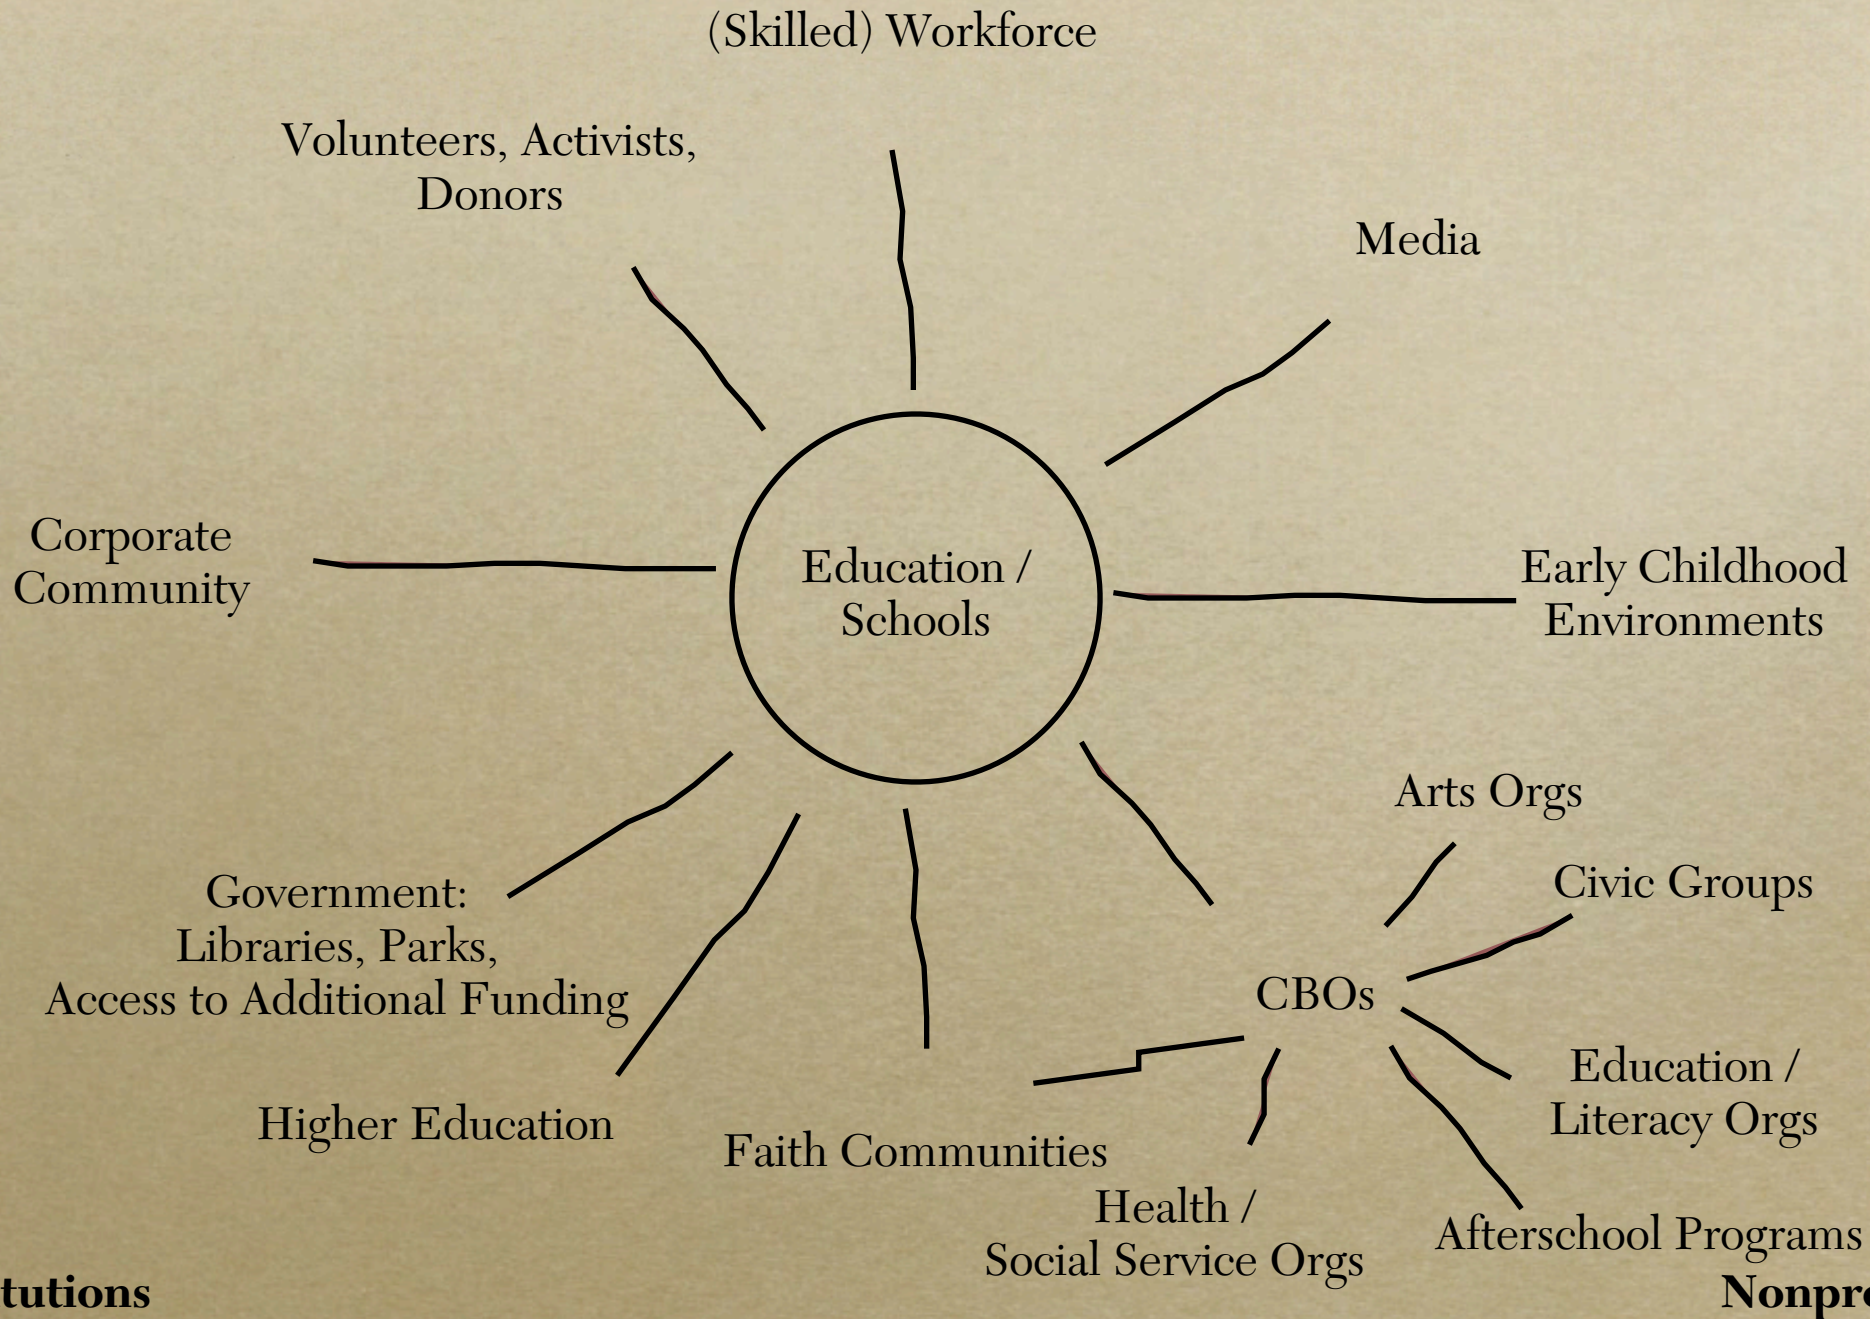 (Skilled) Workforce
Volunteers, Activists,
Donors
Media
Corporate
Community
Education /
Schools
Early Childhood
Environments
Arts Orgs
Civic Groups
Government:
Libraries, Parks,
Access to Additional Funding
CBOs
Education /
Literacy Orgs
Higher Education
Faith Communities
Health /
Social Service Orgs
Afterschool Programs